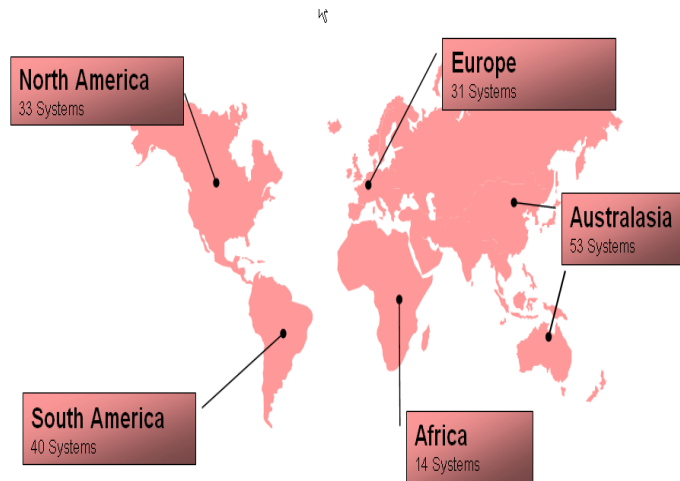 North America
33 Systems
Europe
31 Systems
Australasia
53 Systems
South America
40 Systems
Africa
14 Systems